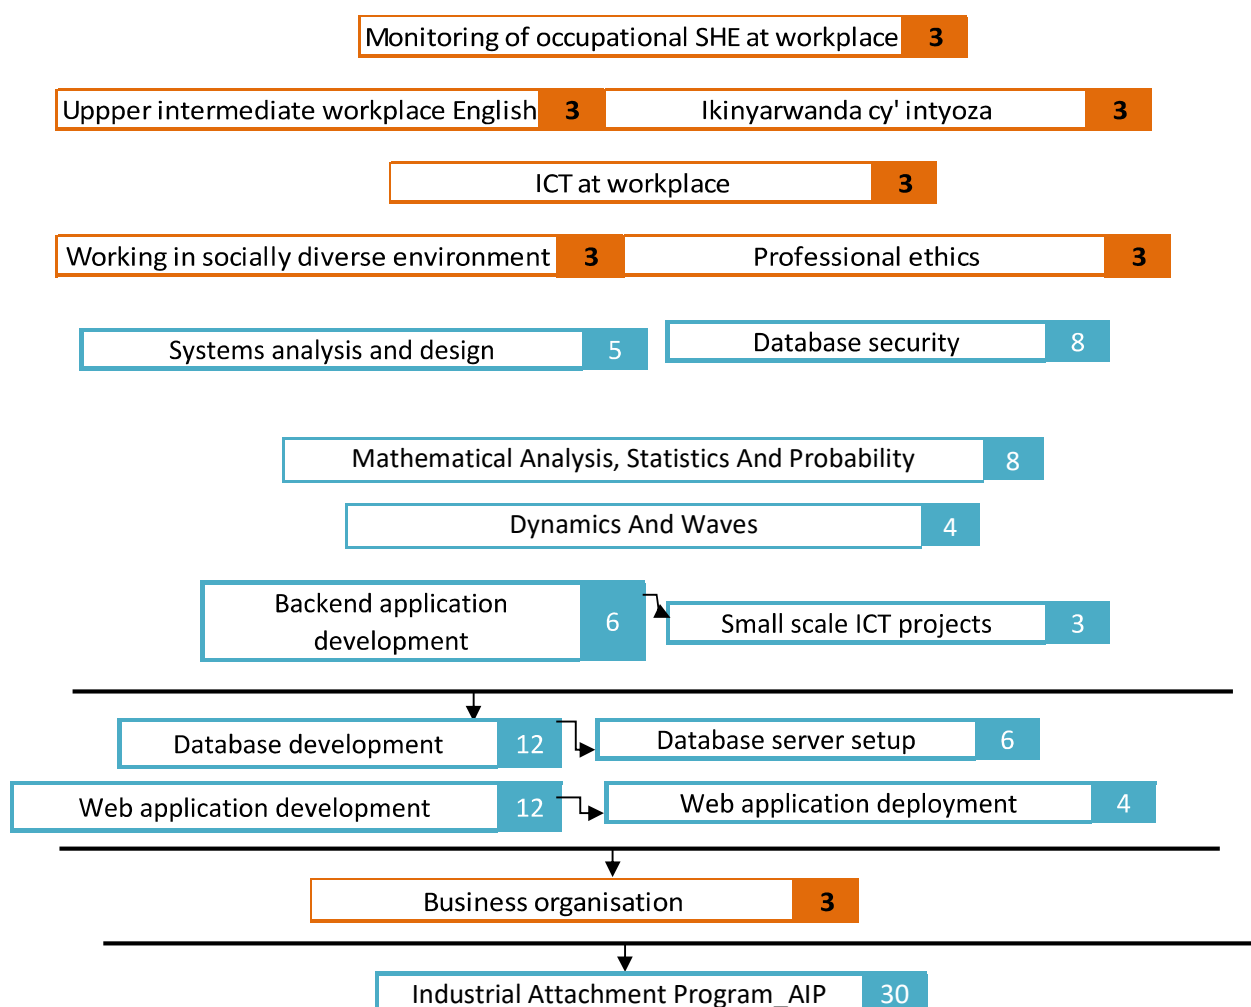 Monitoring of occupational SHE at workplace 3
Uppper intermediate workplace English 3 Ikinyarwanda cy' intyoza 3
ICT at workplace 3
Working in socially diverse environment 3 Professional ethics 3
Systems analysis and design 5 Database security 8
Mathematical Analysis, Statistics And Probability 8
Dynamics And Waves 4
Backend application
development 6 Small scale ICT projects 3
Database development 12 Database server setup 6
Web application development 12 Web application deployment 4
Business organisation 3
Industrial Attachment Program_AIP 30